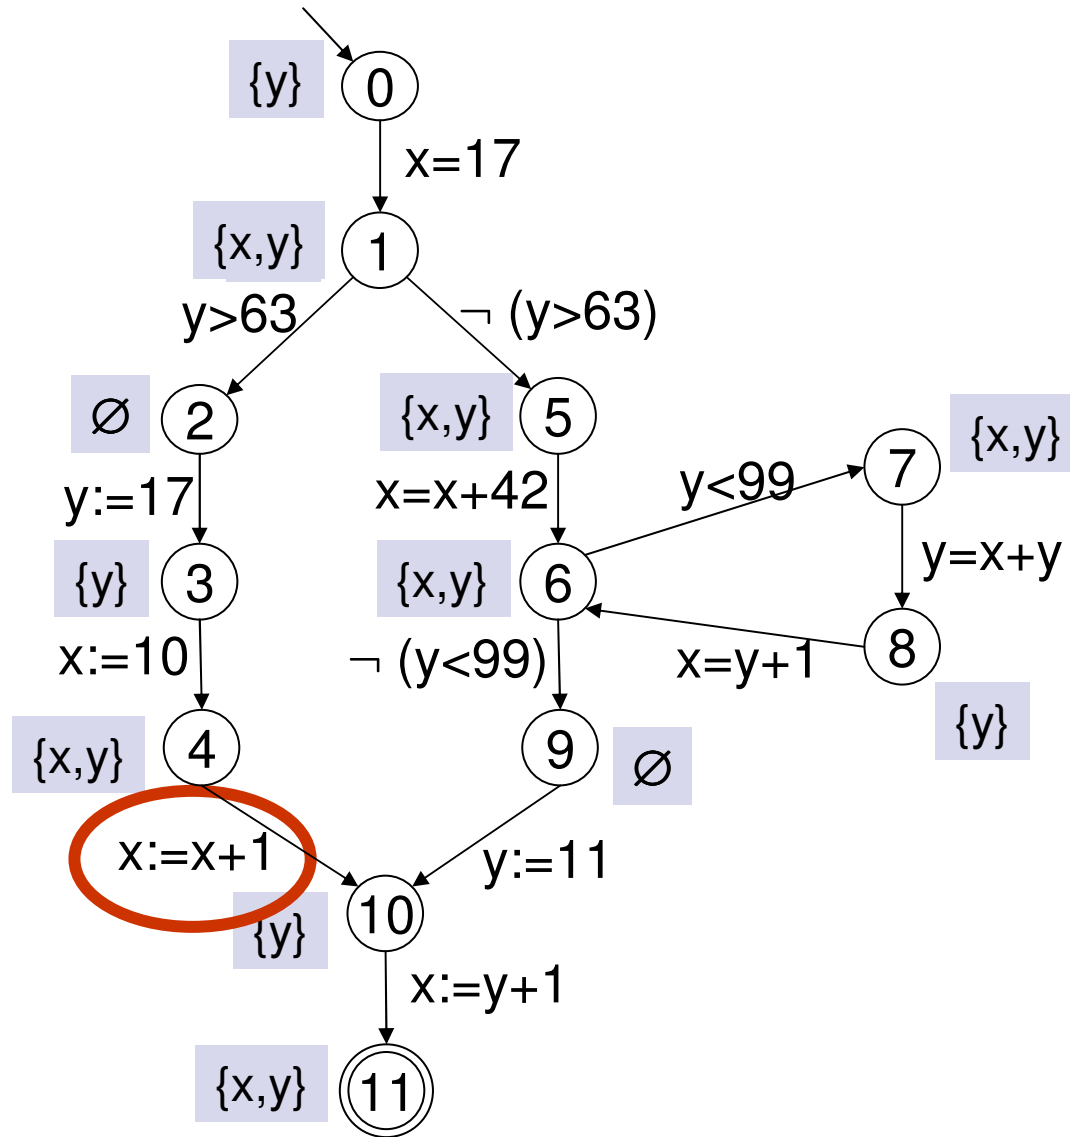 {y}
0
x=17
{x,y}
1
y>63
¬ (y>63)
∅
2
{x,y}
5
7
{x,y}
y:=17
x=x+42
y<99
{y}
3
{x,y}
6
y=x+y
x:=10
¬ (y<99)
x=y+1
8
{y}
{x,y}
4
9
∅
x:=x+1
y:=11
{y}
10
x:=y+1
{x,y}
11